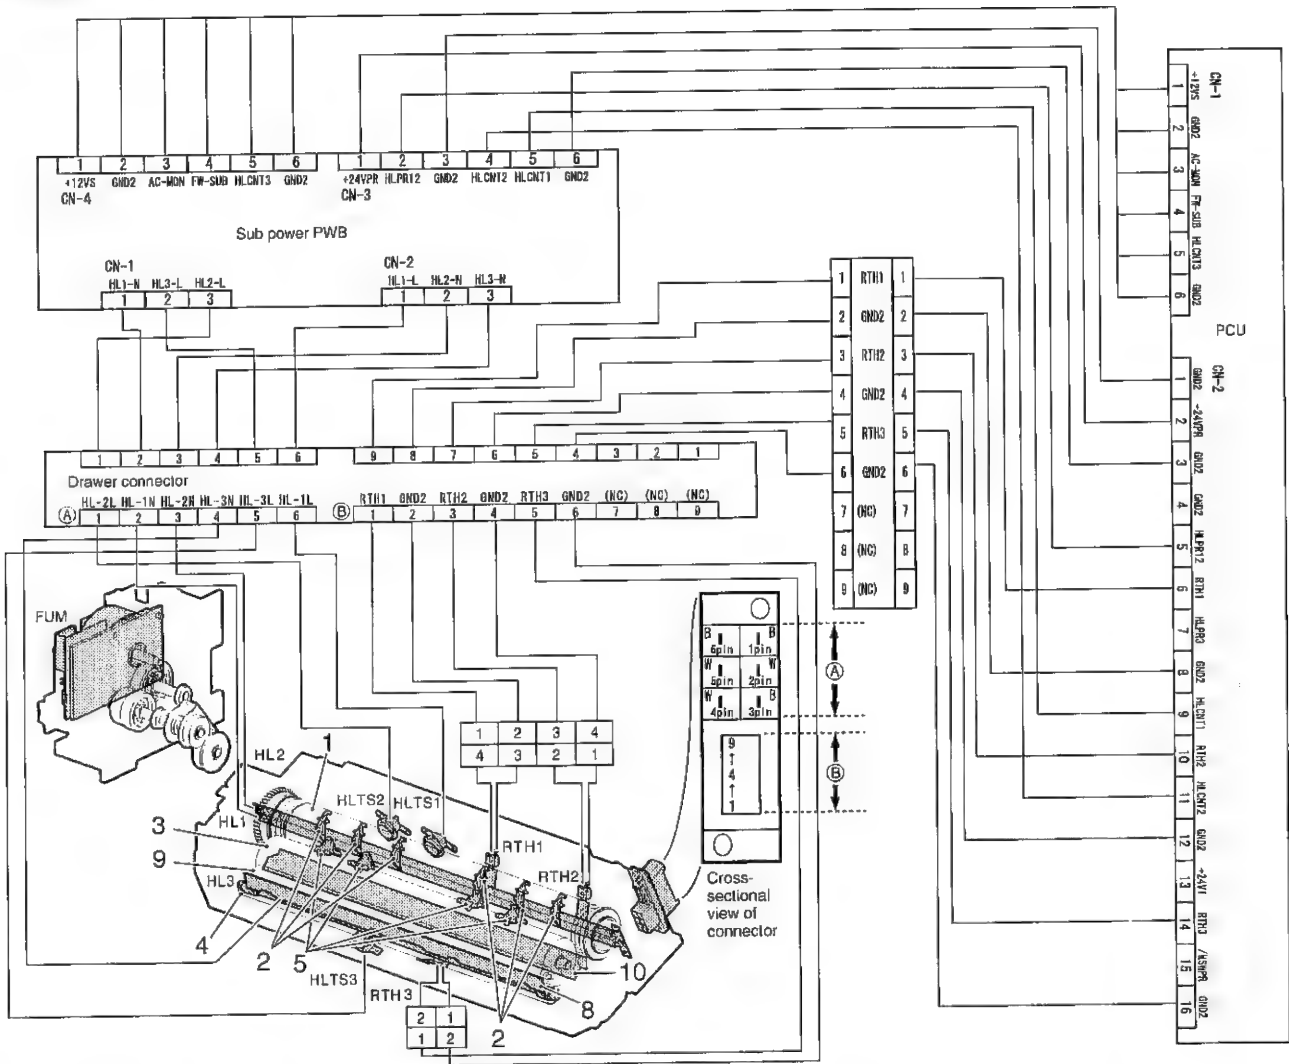 1 2 3 4 5 6
+12VS GND2 AC-MON FW-SUB HLCNT3 GND2
CN-4
1 2 3 4 5 6
+24VPR HLPR12 GND2 HLCNT2 HLCNT1 GND2
CN-3
Sub power PWB
CN-1
HL1-N HL3-L HL2-L
1 2 3
CN-2
HL1-L HL2-N HL3-N
1 2 3
1 2 3 4 5 6
9 8 7 6 5 4 3 2 1
Drawer connector
HL-2L HL-1N HL-2N HL-3N HL-3L HL-1L
A 1 2 3 4 5 6
RTH1 GND2 RTH2 GND2 RTH3 GND2 (NC) (NC) (NC)
B 1 2 3 4 5 6 7 8 9
1 RTH1 1
2 GND2 2
3 RTH2 3
4 GND2 4
5 RTH3 5
6 GND2 6
7 (NC) 7
8 (NC) 8
9 (NC) 9
CN-1
1 +12VS
2 GND2
3 AC-MON
4 FW-SUB
5 HLCNT3
6 GND2
PCU
CN-2
1 GND2
2 +24VPR
3 GND2
4 GND2
5 HLPR12
6 RTH1
7 HLPR3
8 GND2
9 HLCNT1
10 RTH2
11 HLCNT2
12 GND2
13 +24V1
14 RTH3
15
16 GND2
FUM
B B
6pin 1pin
W W
5pin 2pin
W B
4pin 3pin
A
9
↑
4
↑
1
B
Cross-
sectional
view of
connector
1 2 3 4
4 3 2 1
HL2
1
HLTS2
HLTS1
HL1
3
9
HL3
RTH1
RTH2
4
2
5
10
HLTS3
RTH3
8
2
2 1
1 2